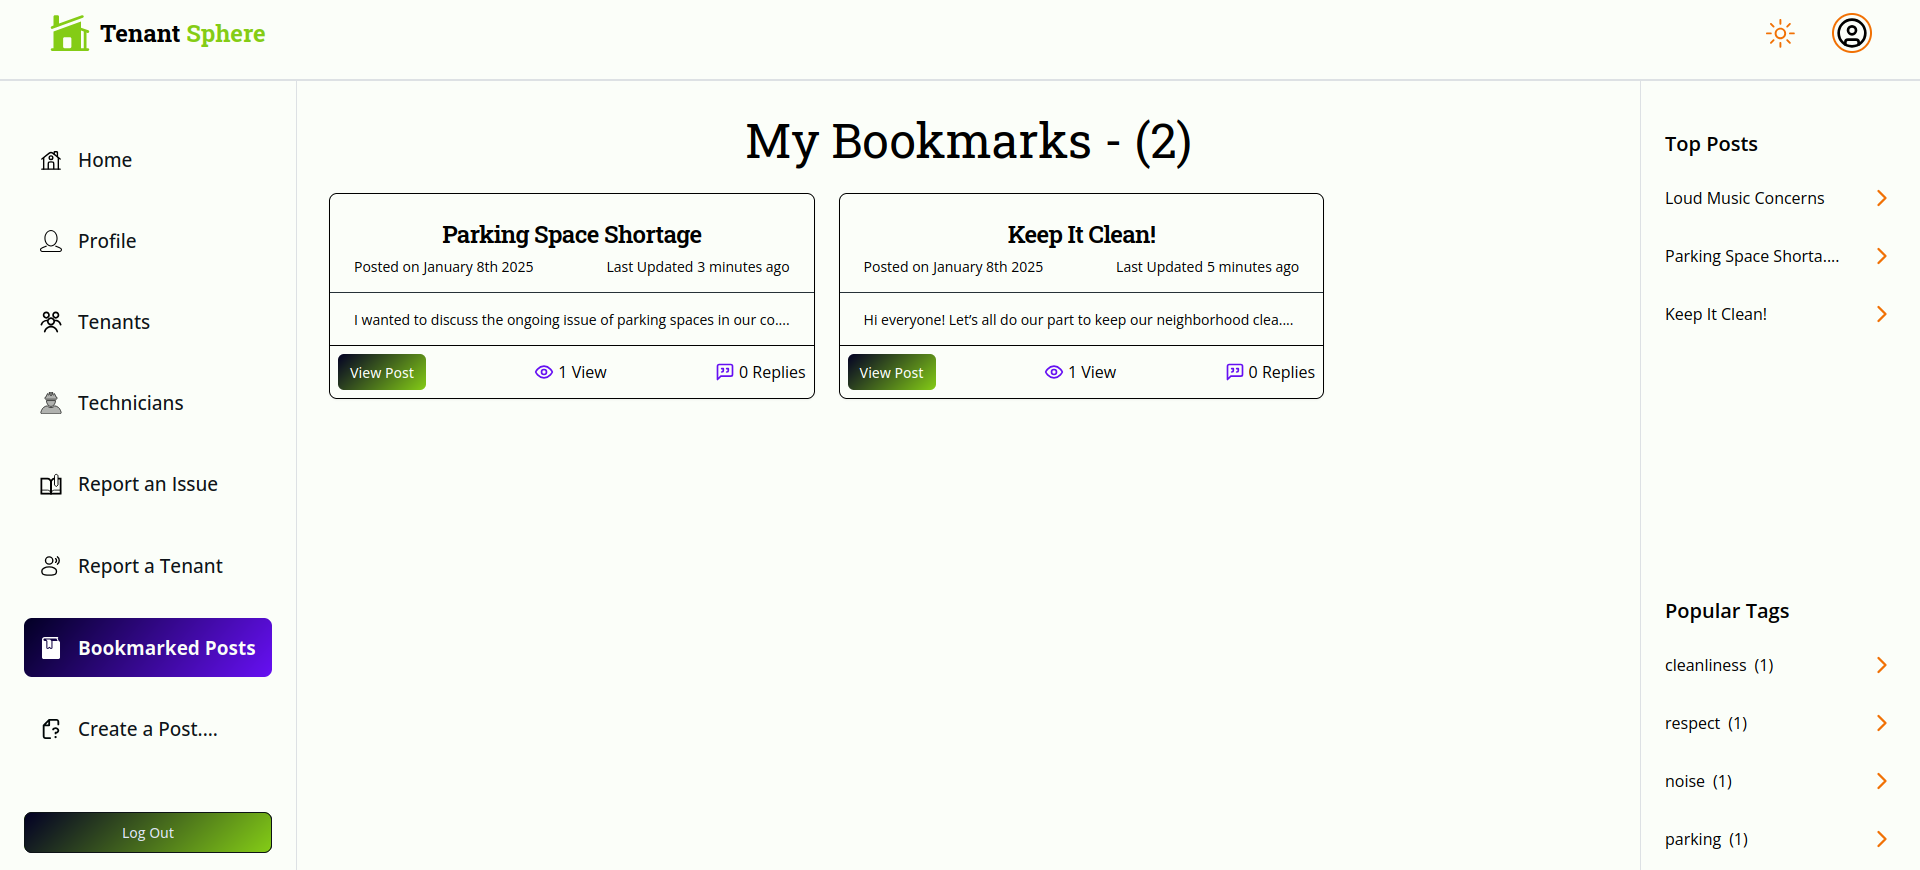 Tenant Sphere
Home
Profile
Tenants
Technicians
Report an Issue
Report a Tenant
Bookmarked Posts
Create a Post....
Log Out
My Bookmarks - (2)
Parking Space Shortage
Posted on January 8th 2025 Last Updated 3 minutes ago
I wanted to discuss the ongoing issue of parking spaces in our co....
View Post 1 View 0 Replies
Keep It Clean!
Posted on January 8th 2025 Last Updated 5 minutes ago
Hi everyone! Let’s all do our part to keep our neighborhood clea....
View Post 1 View 0 Replies
Top Posts
Loud Music Concerns
Parking Space Shorta....
Keep It Clean!
Popular Tags
cleanliness (1)
respect (1)
noise (1)
parking (1)